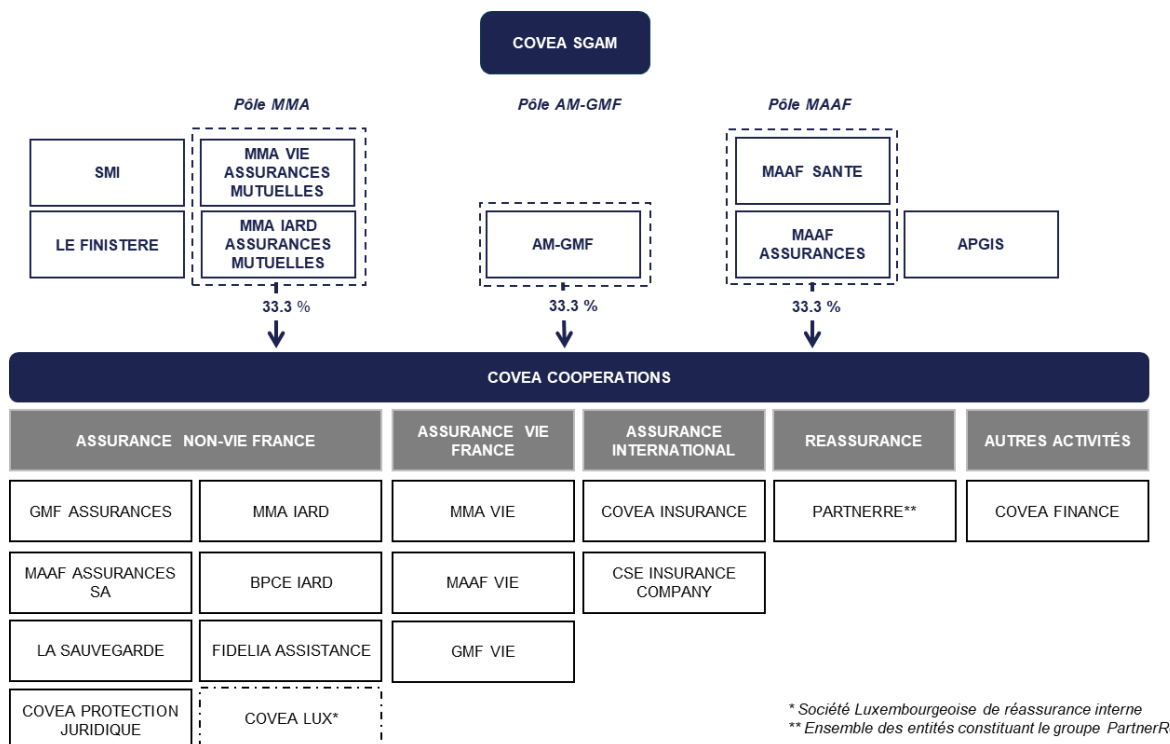 COVEA SGAM
Pôle MMA
Pôle AM-GMF
Pôle MAAF
SMI
MMA VIE
ASSURANCES
MUTUELLES
MAAF SANTE
LE FINISTERE
MMA IARD
ASSURANCES
MUTUELLES
AM-GMF
MAAF
ASSURANCES
APGIS
33.3 %
33.3 %
33.3 %
COVEA COOPERATIONS
ASSURANCE NON-VIE FRANCE
ASSURANCE VIE
FRANCE
ASSURANCE
INTERNATIONAL
REASSURANCE
AUTRES ACTIVITÉS
GMF ASSURANCES
MMA IARD
MMA VIE
COVEA INSURANCE
PARTNERRE**
COVEA FINANCE
MAAF ASSURANCES
SA
BPCE IARD
MAAF VIE
CSE INSURANCE
COMPANY
LA SAUVEGARDE
FIDELIA ASSISTANCE
GMF VIE
COVEA PROTECTION
JURIDIQUE
COVEA LUX*
* Société Luxembourgeoise de réassurance interne
** Ensemble des entités constituant le groupe PartnerR